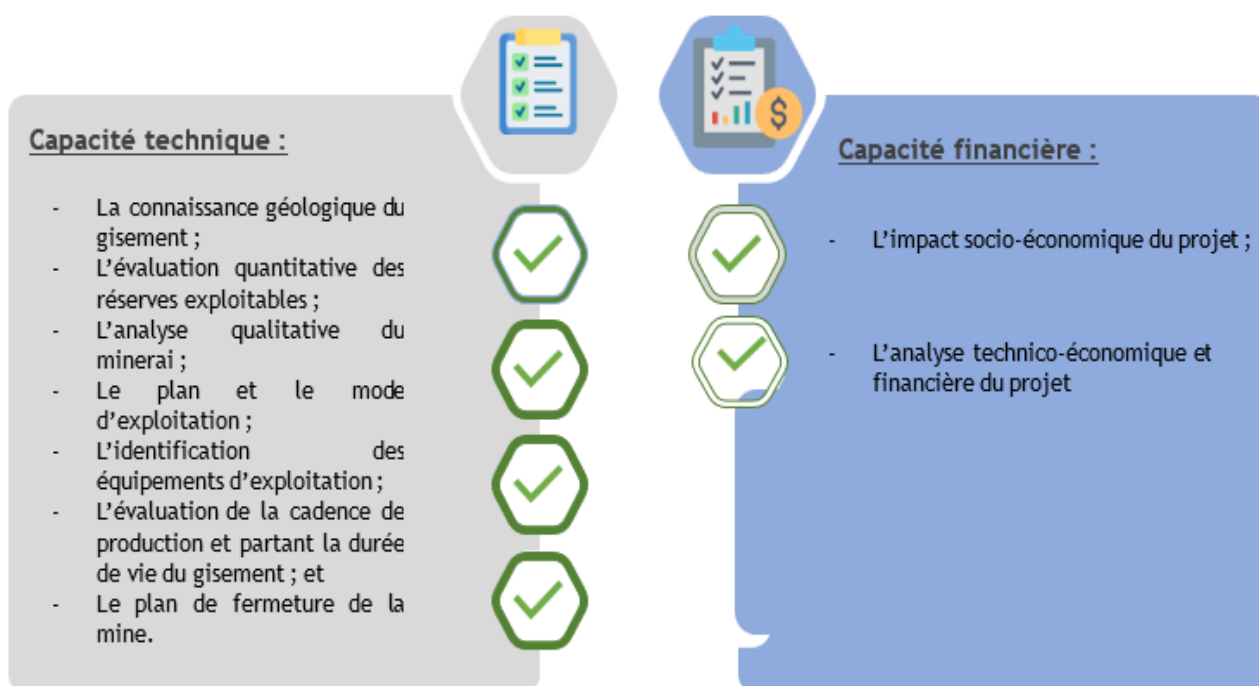 Capacité technique :
- La connaissance géologique du
gisement ;
- L'évaluation quantitative des
réserves exploitables ;
- L'analyse qualitative du
minerai ;
- Le plan et le mode
d'exploitation ;
- L'identification des
équipements d'exploitation ;
- L'évaluation de la cadence de
production et partant la durée
de vie du gisement ; et
- Le plan de fermeture de la
mine.
$
Capacité financière :
- L'impact socio-économique du projet ;
- L'analyse technico-économique et
financière du projet